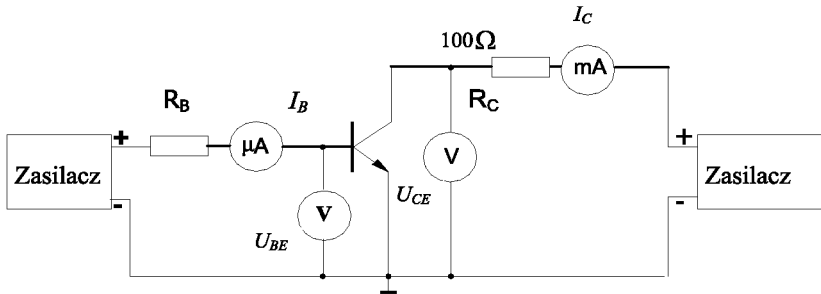 I_C
100Ω
mA
R_B
I_B
R_C
+
μA
V
+
Zasilacz
Zasilacz
U_CE
-
V
-
U_BE